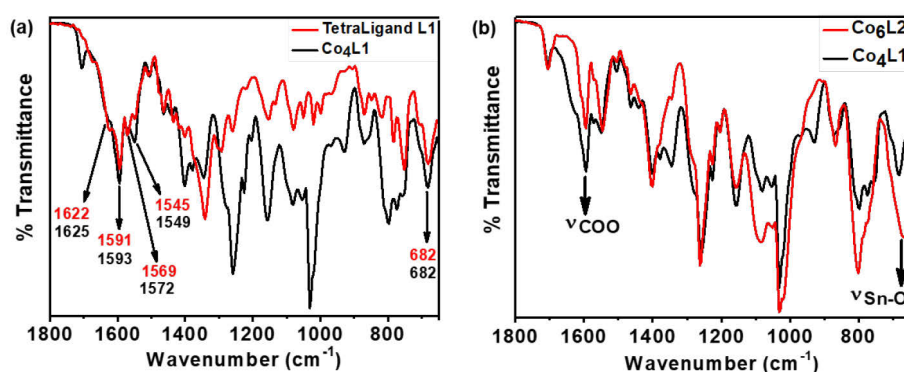 (a)
TetraLigand L1
Co4L1
% Transmittance
1622
1625
1591
1593
1545
1549
1569
1572
682
682
1800 1600 1400 1200 1000 800
Wavenumber (cm-1)
(b)
Co6L2
Co4L1
% Transmittance
νCOO
νSn-O
1800 1600 1400 1200 1000 800
Wavenumber (cm-1)